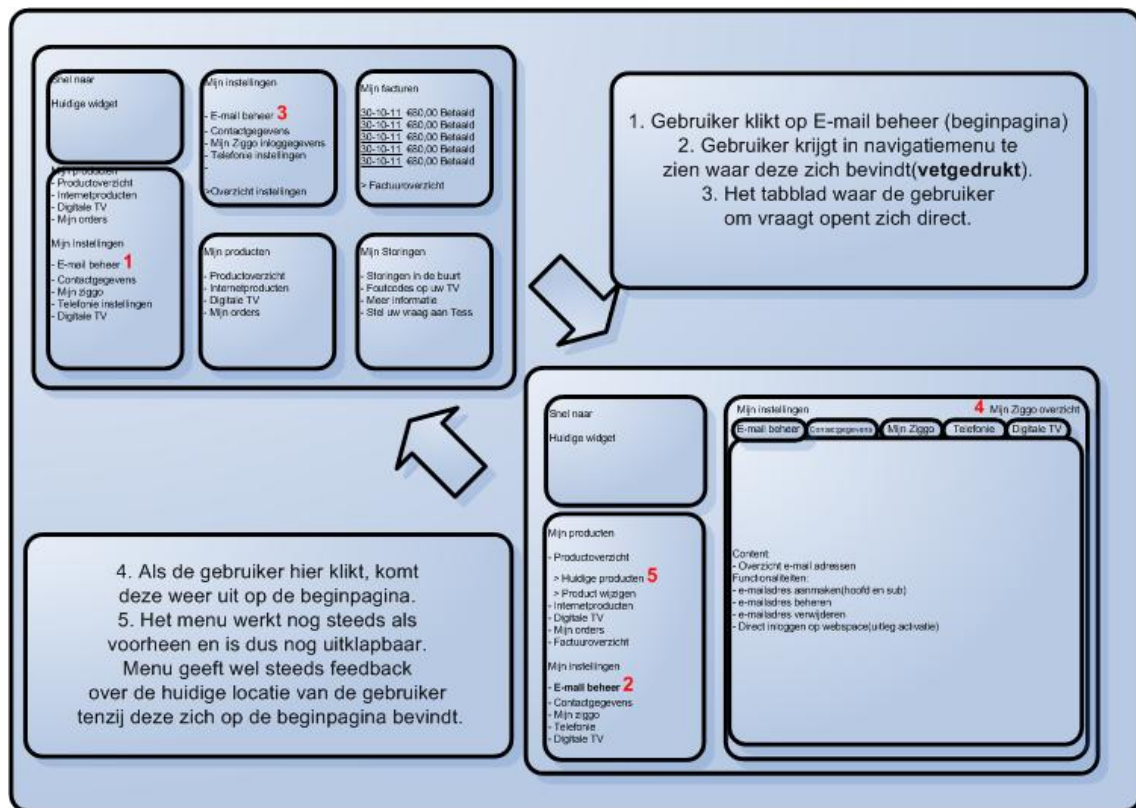 Snel naar
Huidige widget
Mijn producten
- Productoverzicht
- Internetproducten
- Digitale TV
- Mijn orders
Mijn Instellingen
- E-mail beheer 1
- Contactgegevens
- Mijn ziggo
- Telefonie instellingen
- Digitale TV
Mijn instellingen
- E-mail beheer 3
- Contactgegevens
- Mijn Ziggo inloggegevens
- Telefonie instellingen
-
>Overzicht instellingen
Mijn facturen
30-10-11 €60,00 Betaald
30-10-11 €60,00 Betaald
30-10-11 €60,00 Betaald
30-10-11 €60,00 Betaald
30-10-11 €60,00 Betaald
> Factuuroverzicht
Mijn producten
- Productoverzicht
- Internetproducten
- Digitale TV
- Mijn orders
Mijn Storingen
- Storingen in de buurt
- Foutcodes op uw TV
- Meer informatie
- Stel uw vraag aan Tess
1. Gebruiker klikt op E-mail beheer (beginpagina)
2. Gebruiker krijgt in navigatiemenu te
zien waar deze zich bevindt(vetgedrukt).
3. Het tabblad waar de gebruiker
om vraagt opent zich direct.
4. Als de gebruiker hier klikt, komt
deze weer uit op de beginpagina.
5. Het menu werkt nog steeds als
voorheen en is dus nog uitklapbaar.
Menu geeft wel steeds feedback
over de huidige locatie van de gebruiker
tenzij deze zich op de beginpagina bevindt.
Snel naar
Huidige widget
Mijn producten
- Productoverzicht
> Huidige producten 5
> Product wijzigen
- Internetproducten
- Digitale TV
- Mijn orders
- Factuuroverzicht
Mijn instellingen
- E-mail beheer 2
- Contactgegevens
- Mijn ziggo
- Telefonie
- Digitale TV
Mijn instellingen 4 Mijn Ziggo overzicht
E-mail beheer Contactgegevens Mijn Ziggo Telefonie Digitale TV
Content:
- Overzicht e-mail adressen
Functionaliteiten:
- e-mailadres aanmaken(hoofd en sub)
- e-mailadres beheren
- e-mailadres verwijderen
- Direct inloggen op webspace(uitleg activatie)